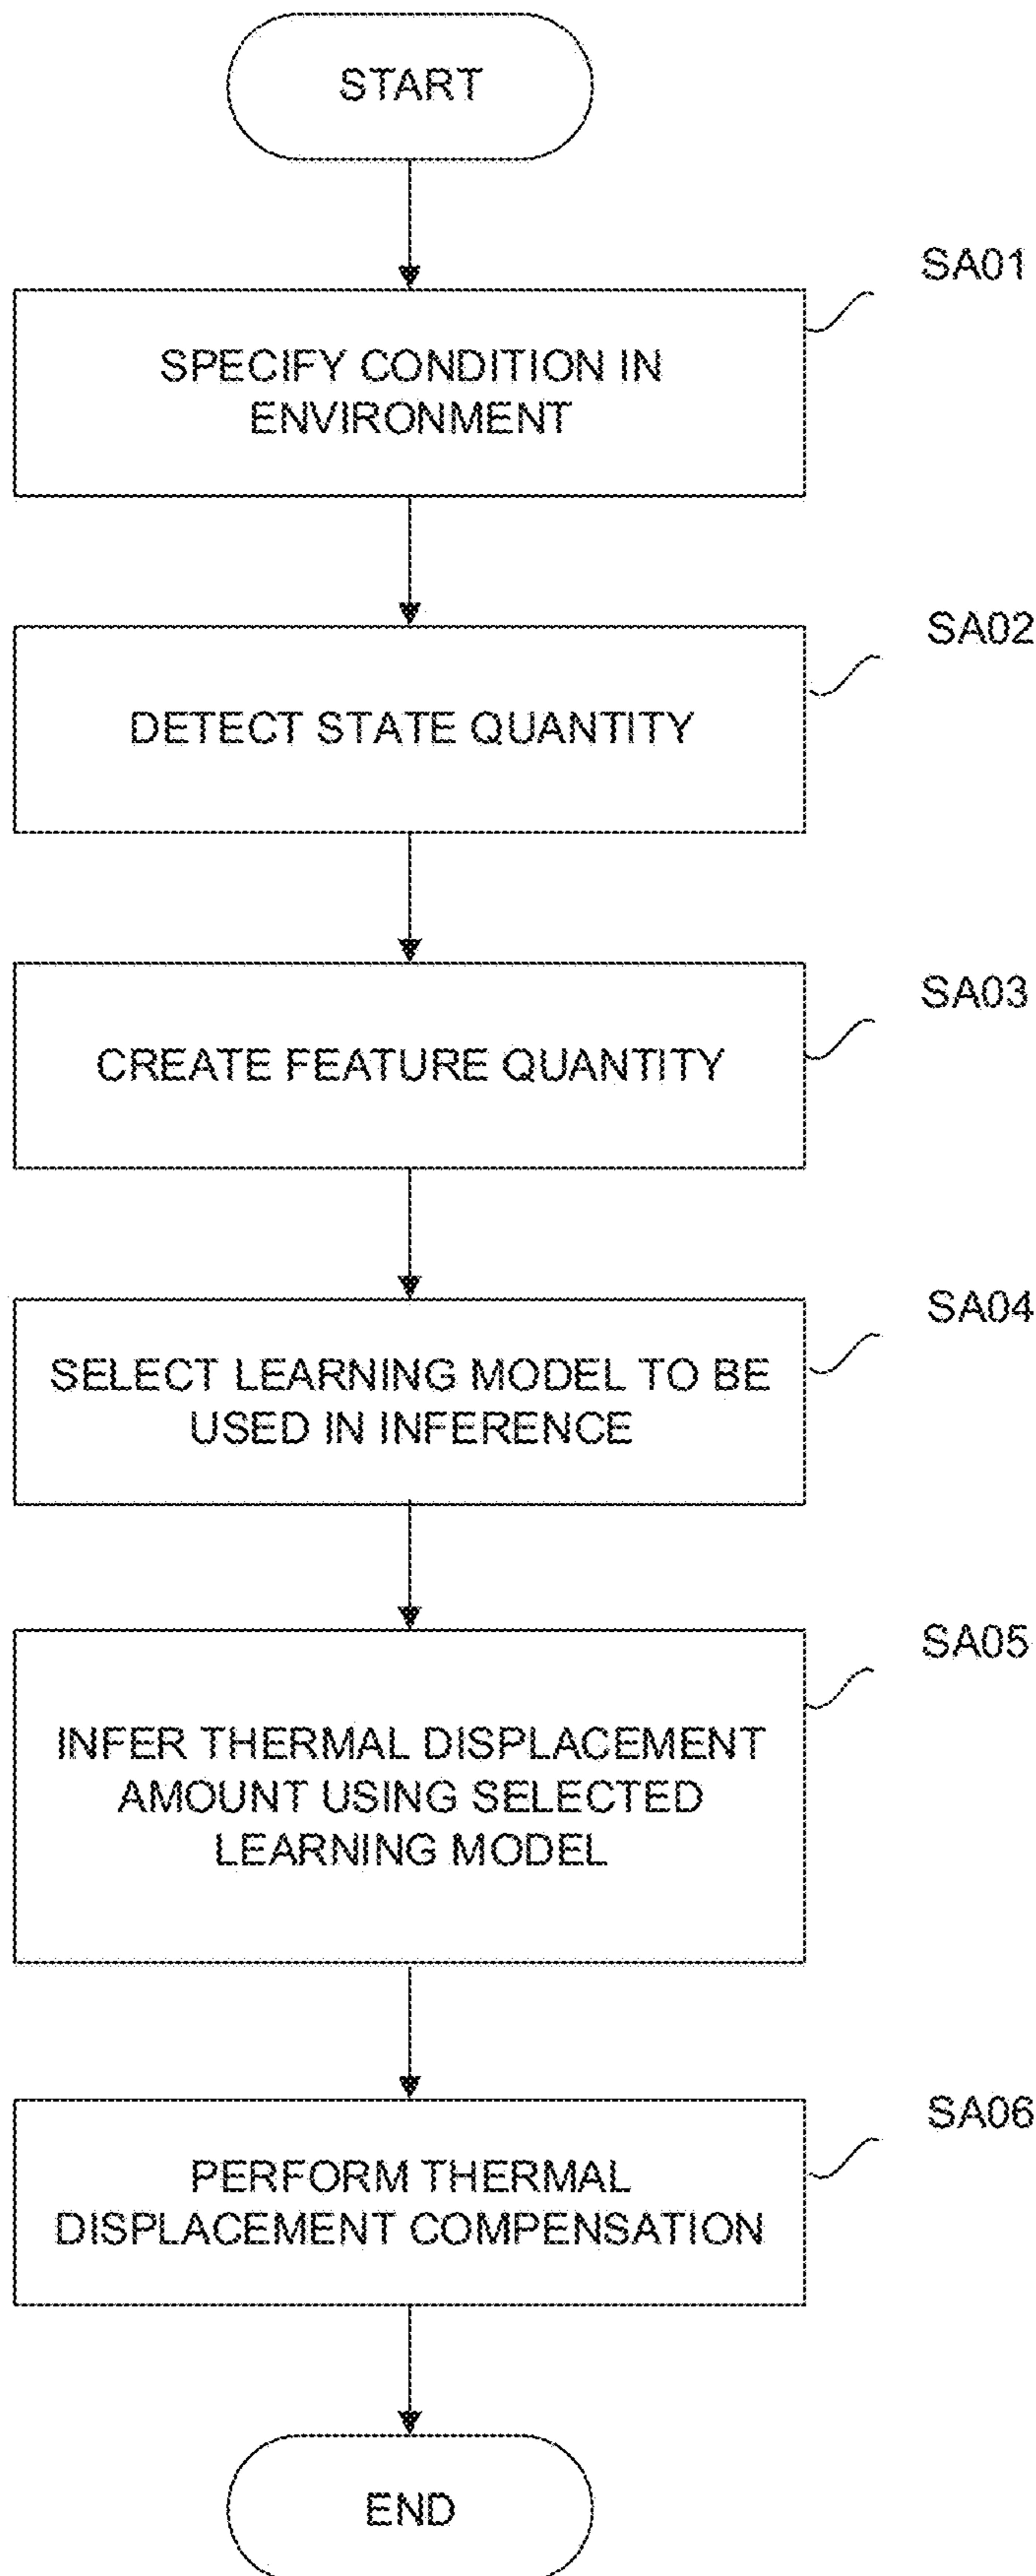 START
SA01
SPECIFY CONDITION IN
ENVIRONMENT
SA02
DETECT STATE QUANTITY
SA03
CREATE FEATURE QUANTITY
SA04
SELECT LEARNING MODEL TO BE
USED IN INFERENCE
SA05
INFER THERMAL DISPLACEMENT
AMOUNT USING SELECTED
LEARNING MODEL
SA06
PERFORM THERMAL
DISPLACEMENT COMPENSATION
END